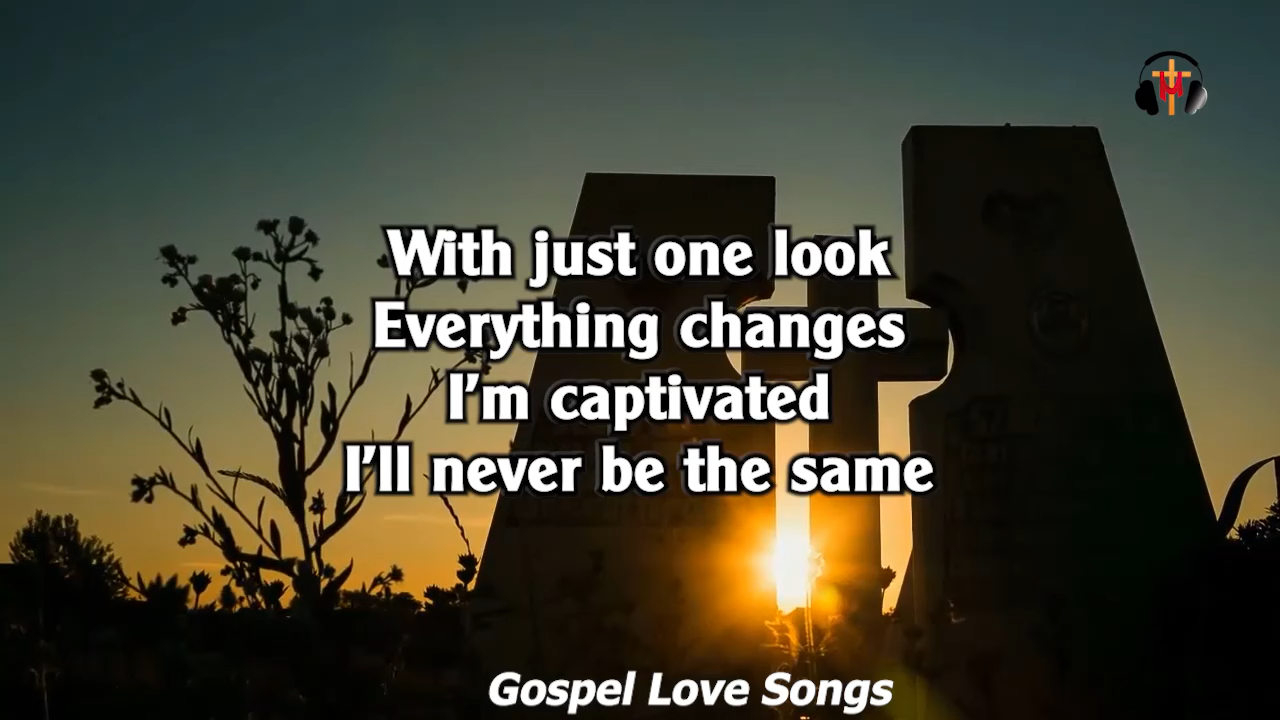 With just one look
Everything changes
I'm captivated
I'll never be the same
Gospel Love Songs